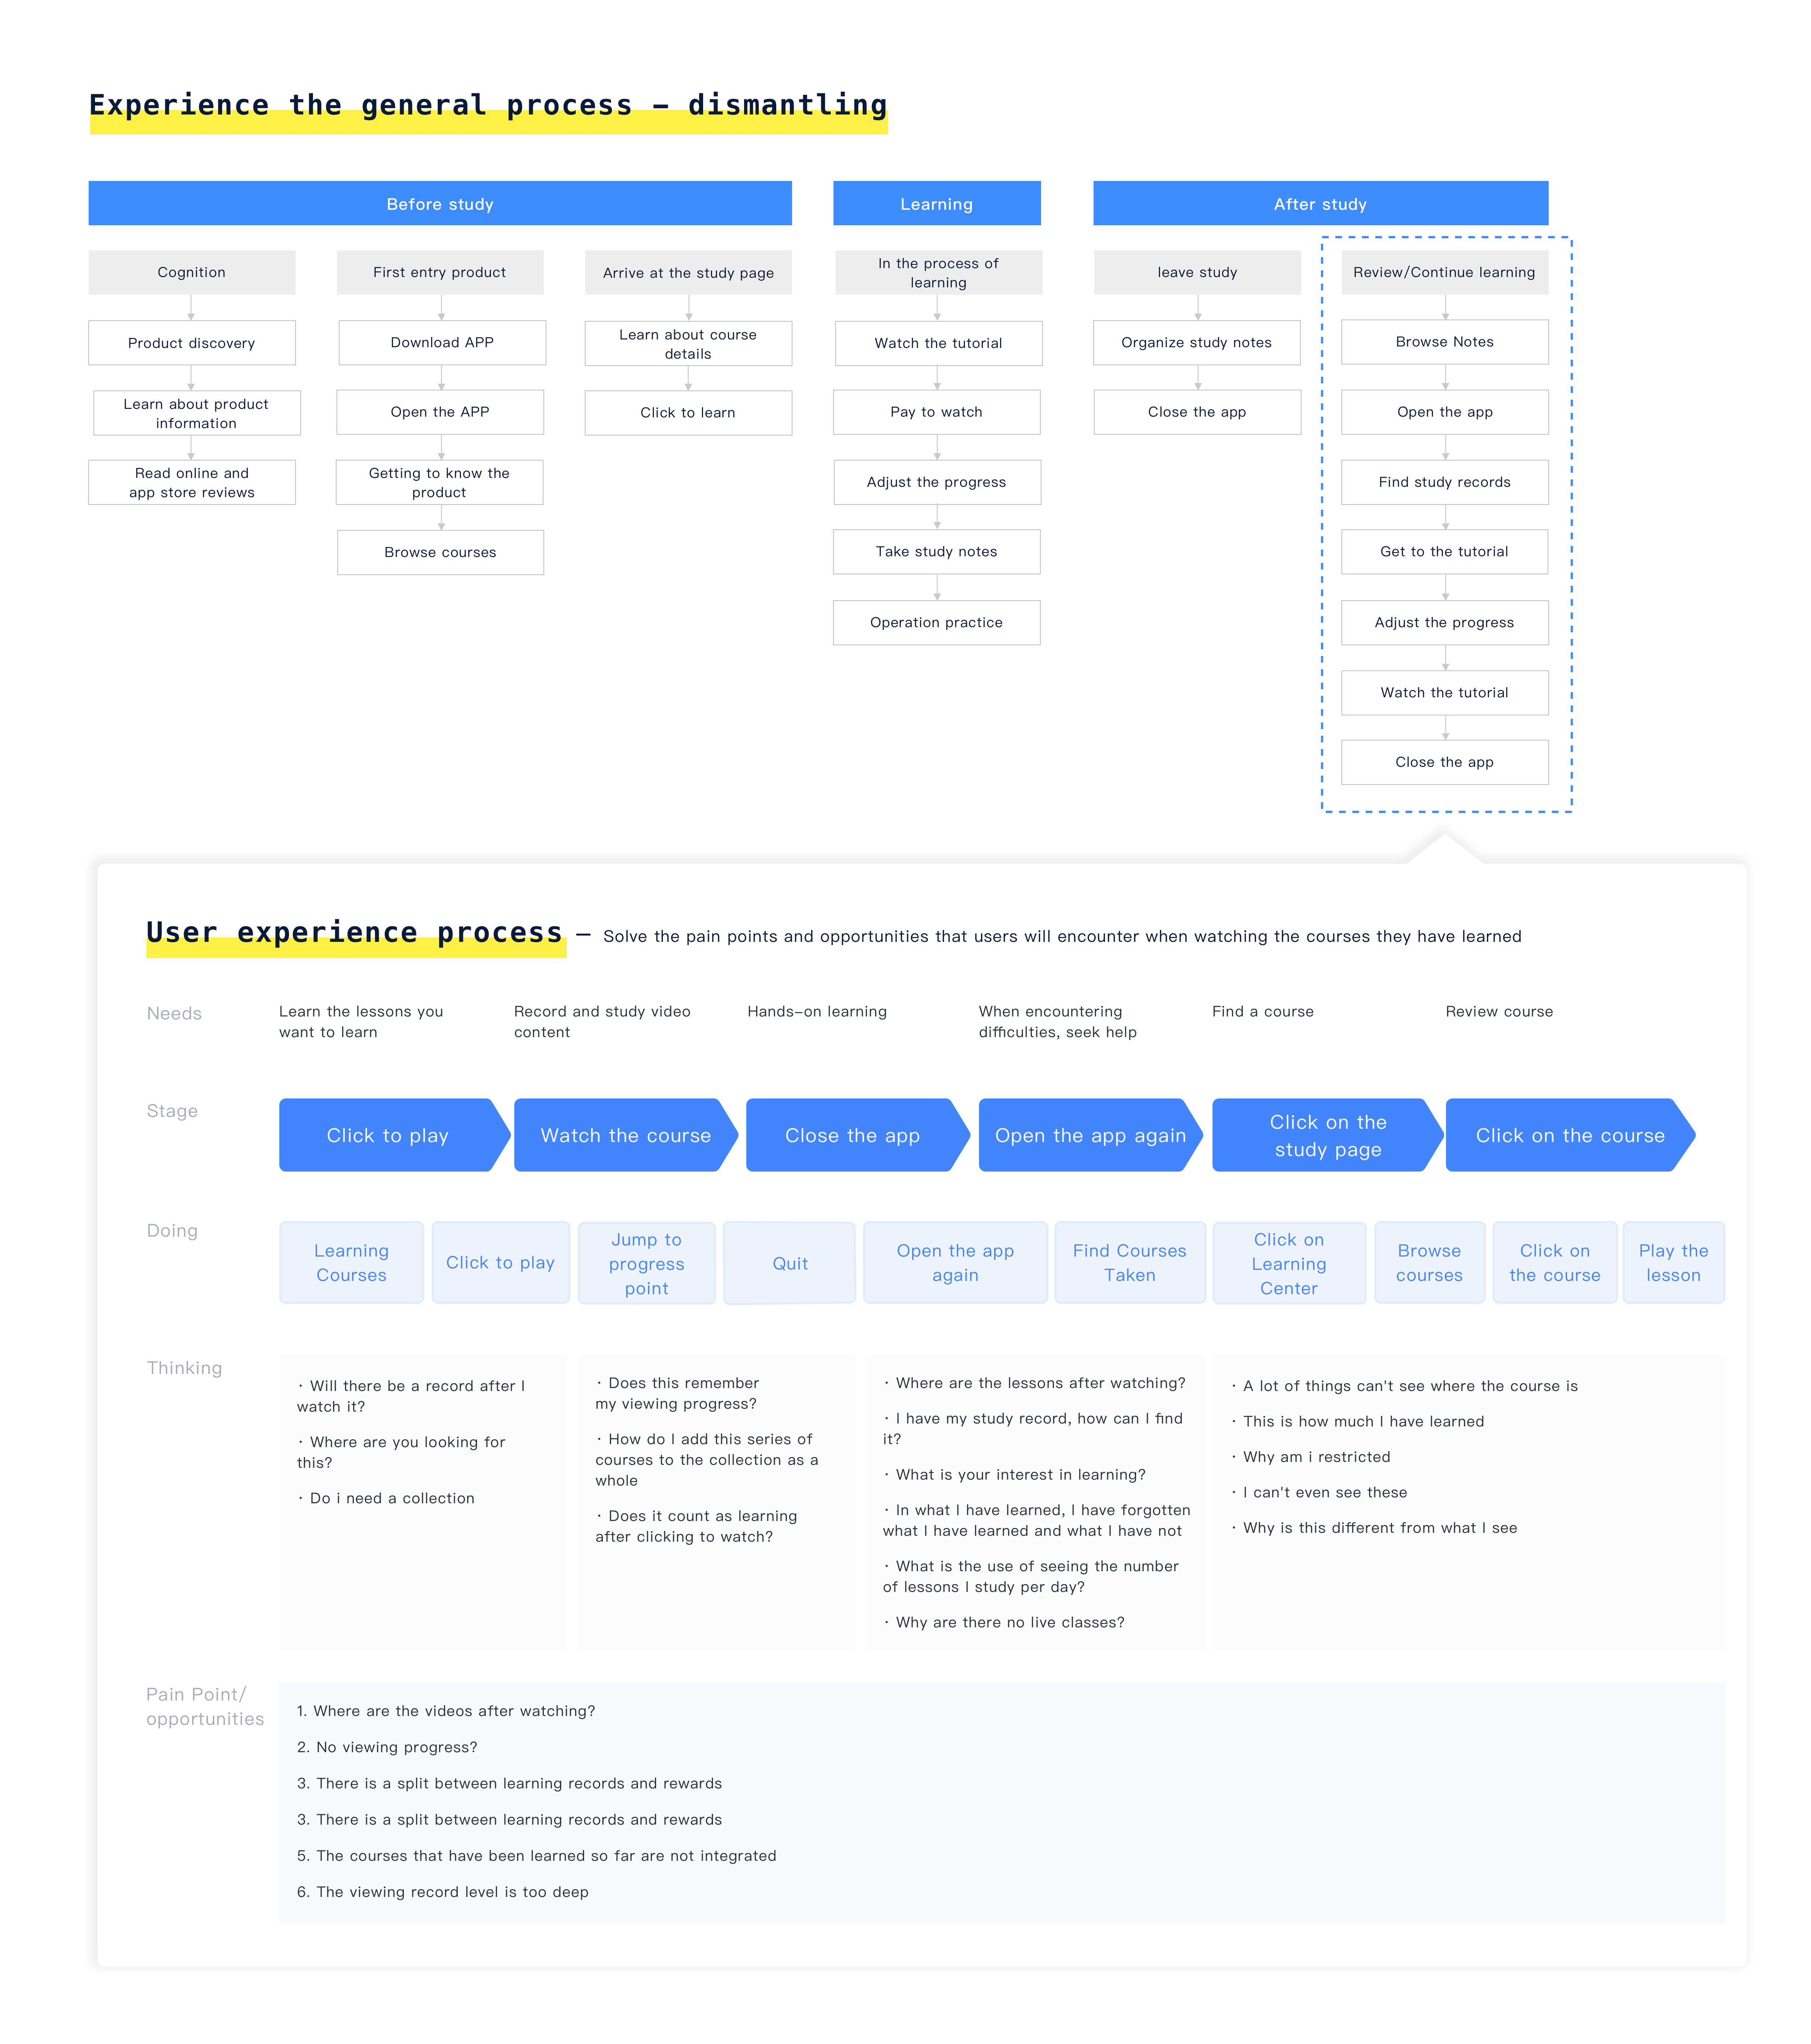 Experience the general process – dismantling
Before study
Learning
After study
Cognition
Product discovery
Learn about product
information
Read online and
app store reviews
First entry product
Download APP
Open the APP
Getting to know the
product
Browse courses
Arrive at the study page
Learn about course
details
Click to learn
In the process of
learning
Watch the tutorial
Pay to watch
Adjust the progress
Take study notes
Operation practice
leave study
Organize study notes
Close the app
Review/Continue learning
Browse Notes
Open the app
Find study records
Get to the tutorial
Adjust the progress
Watch the tutorial
Close the app
User experience process – Solve the pain points and opportunities that users will encounter when watching the courses they have learned
Needs
Learn the lessons you
want to learn
Record and study video
content
Hands–on learning
When encountering
difficulties, seek help
Find a course
Review course
Stage
Click to play
Watch the course
Close the app
Open the app again
Click on the
study page
Click on the course
Doing
Learning
Courses
Click to play
Jump to
progress
point
Quit
Open the app
again
Find Courses
Taken
Click on
Learning
Center
Browse
courses
Click on
the course
Play the
lesson
Thinking
· Will there be a record after I
watch it?
· Where are you looking for
this?
· Do i need a collection
· Does this remember
my viewing progress?
· How do I add this series of
courses to the collection as a
whole
· Does it count as learning
after clicking to watch?
· Where are the lessons after watching?
· I have my study record, how can I find
it?
· What is your interest in learning?
· In what I have learned, I have forgotten
what I have learned and what I have not
· What is the use of seeing the number
of lessons I study per day?
· Why are there no live classes?
· A lot of things can't see where the course is
· This is how much I have learned
· Why am i restricted
· I can't even see these
· Why is this different from what I see
Pain Point/
opportunities
1. Where are the videos after watching?
2. No viewing progress?
3. There is a split between learning records and rewards
3. There is a split between learning records and rewards
5. The courses that have been learned so far are not integrated
6. The viewing record level is too deep